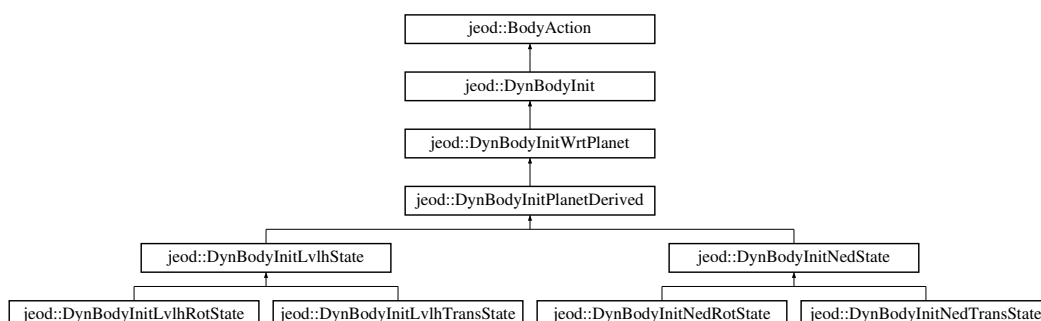 jeod::BodyAction
jeod::DynBodyInit
jeod::DynBodyInitWrtPlanet
jeod::DynBodyInitPlanetDerived
jeod::DynBodyInitLvlhState jeod::DynBodyInitNedState
jeod::DynBodyInitLvlhRotState jeod::DynBodyInitLvlhTransState jeod::DynBodyInitNedRotState jeod::DynBodyInitNedTransState